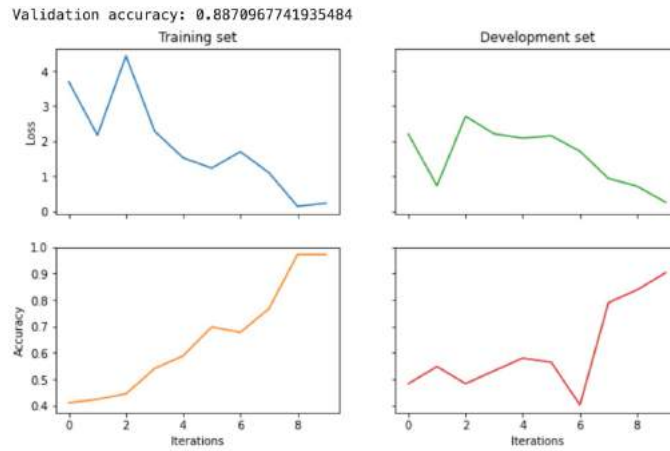 Validation accuracy: 0.8870967741935484
Training set
Development set
Loss
4
3
2
1
0
Accuracy
1.0
0.9
0.8
0.7
0.6
0.5
0.4
0 2 4 6 8
0 2 4 6 8
Iterations
Iterations